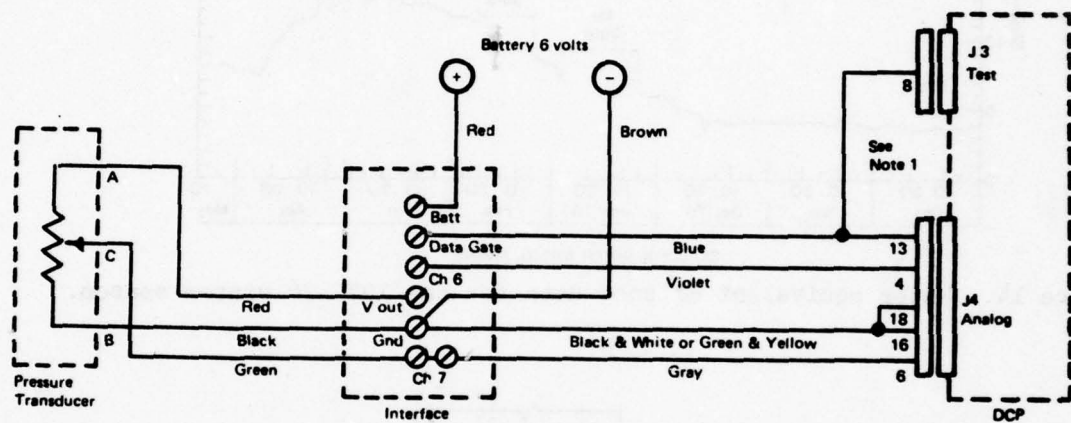 Battery 6 volts
+
−
Red
Brown
J3
Test
8
See
Note 1
A
C
B
Batt
Data Gate
Blue
13
Ch 6
Violet
4
Red
V out
18
J4
Analog
Black
Gnd
Black & White or Green & Yellow
16
Green
Ch 7
Gray
6
Pressure
Transducer
Interface
DCP